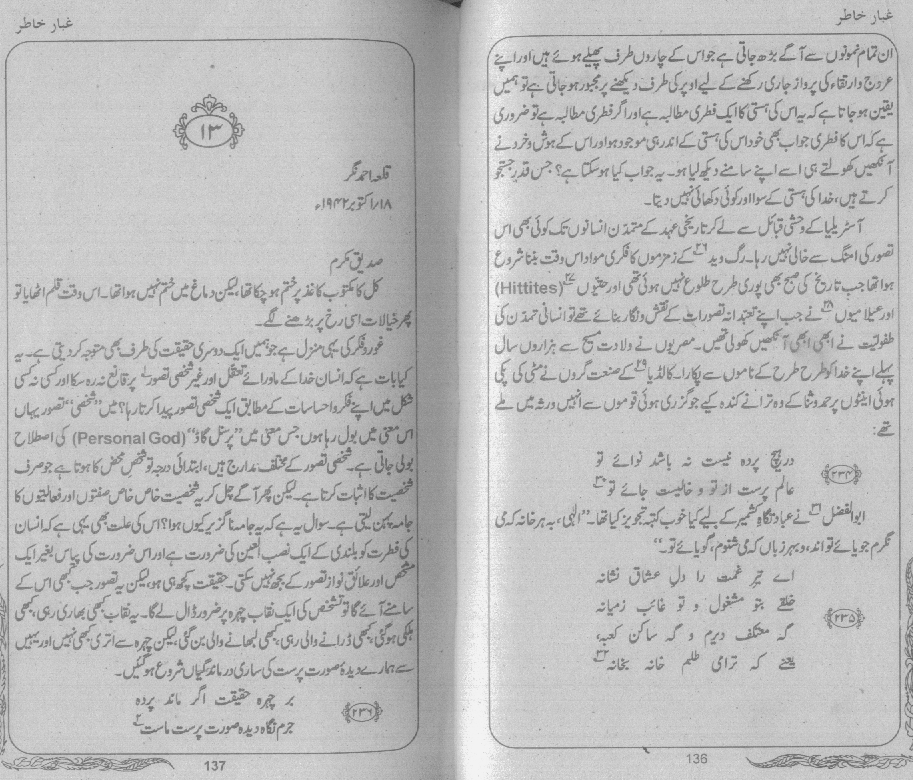 غبار خاطر
ان تمام نمونوں سے آگے بڑھ جاتی ہے جو اس کے چاروں طرف پھیلے ہوئے ہیں اور اپنے
عروج وارتقاء کی پرواز جاری رکھنے کے لیے اوپر کی طرف دیکھنے پر مجبور ہو جاتی ہے تو ہمیں
یقین ہو جاتا ہے کہ یہ اس کی ہستی کا ایک فطری مطالبہ ہے اور اگر فطری مطالبہ ہے تو ضروری
ہے کہ اس کا فطری جواب بھی خود اس کی ہستی کے اندر ہی موجود ہو اور اس کے ہوش و خرد نے
آنکھیں کھولتے ہی اسے اپنے سامنے دیکھ لیا ہو۔ یہ جواب کیا ہو سکتا ہے؟ جس قدر جستجو
کرتے ہیں، خدا کی ہستی کے سوا اور کوئی دکھائی نہیں دیتا۔
آسٹریلیا کے وحشی قبائل سے لے کر تاریخی عہد کے متمدن انسانوں تک کوئی بھی اس
تصور کی امنگ سے خالی نہیں رہا۔ رگ وید ۲۶ کے زمزموں کا فکری مواد اس وقت بننا شروع
ہوا تھا جب تاریخ کی صبح بھی پوری طرح طلوع نہیں ہوئی تھی اور حتیوں ۲۷ (Hittites)
اور عیلامیوں ۲۸ نے جب اپنے تعبدانہ تصورات کے نقش و نگار بنائے تھے تو انسانی تمدن کی
طفولیت نے ابھی ابھی آنکھیں کھولی تھیں۔ مصریوں نے ولادت مسیح سے ہزاروں سال
پہلے اپنے خدا کو طرح طرح کے ناموں سے پکارا۔ کالڈیا ۲۹ کے صنعت گروں نے مٹی کی پکی
ہوئی اینٹوں پر حمد و ثنا کے وہ ترانے کندہ کیے جو گزری ہوئی قوموں سے انہیں ورثہ میں ملے
تھے:
در ہیچ پردہ نیست نہ باشد نوائے تو
۲۳۴
عالم پرست از تو و خالیست جائے تو ۳۰
ابوالفضل ۳۱ نے عبادتگاہِ کشمیر کے لیے کیا خوب کتبہ تجویز کیا تھا۔ "الٰہی، بہ ہر خانہ کہ می
نگرم جویائے تو اند، و بہر زباں کہ می شنوم، گویائے تو۔"
اے تیر غمت را دلِ عشاق نشانہ
خلقے بتو مشغول و تو غائب زمیانہ
۲۳۵
گہ معتکف دیرم و گہ ساکن کعبہ،
یعنے کہ ترا می طلبم خانہ بخانہ ۳۲
136
غبار خاطر
۱۳
قلعہ احمد نگر
۱۸/اکتوبر ۱۹۴۲ء
صدیق مکرم
کل کا مکتوب کاغذ پر ختم ہو چکا تھا، لیکن دماغ میں ختم نہیں ہوا تھا۔ اس وقت قلم اٹھایا تو
پھر خیالات اسی رخ پر بڑھنے لگے۔
غور و فکر کی یہی منزل ہے جو ہمیں ایک دوسری حقیقت کی طرف بھی متوجہ کر دیتی ہے۔ یہ
کیا بات ہے کہ انسان خدا کے ماورائے تعقل اور غیر شخصی تصور ۱ پر قانع نہ رہ سکا اور کسی نہ کسی
شکل میں اپنے فکر و احساسات کے مطابق ایک شخصی تصور پیدا کرتا رہا؟ میں "شخصی" تصور یہاں
اس معنی میں بول رہا ہوں جس معنی میں "پرسنل گاڈ" (Personal God) کی اصطلاح
بولی جاتی ہے۔ شخصی تصور کے مختلف مدارج ہیں، ابتدائی درجہ تو تشخص محض کا ہوتا ہے جو صرف
شخصیت کا اثبات کرتا ہے۔ لیکن پھر آگے چل کر یہ شخصیت خاص خاص صفتوں اور فعالیتوں کا
جامہ پہن لیتی ہے۔ سوال یہ ہے کہ یہ جامہ ناگزیر کیوں ہوا؟ اس کی علت بھی یہی ہے کہ انسان
کی فطرت کو بلندی کے ایک نصب العین کی ضرورت ہے اور اس ضرورت کی پیاس بغیر ایک
مشخص اور علائق نواز تصور کے بجھ نہیں سکتی۔ حقیقت کچھ ہی ہو، لیکن یہ تصور جب کبھی اس کے
سامنے آئے گا تو تشخص کی ایک نقاب چہرہ پر ضرور ڈال لے گا۔ یہ نقاب کبھی بھاری رہی، کبھی
ہلکی ہو گئی، کبھی ڈرانے والی رہی، کبھی لبھانے والی بن گئی، لیکن چہرہ سے اتری کبھی نہیں اور یہیں
سے ہمارے دیدۂ صورت پرست کی ساری درماندگیاں شروع ہو گئیں۔
بر چہرہ حقیقت اگر ماند پردہ
۲۳۶
جرم نگاہ دیدہ صورت پرست ماست ۲
137